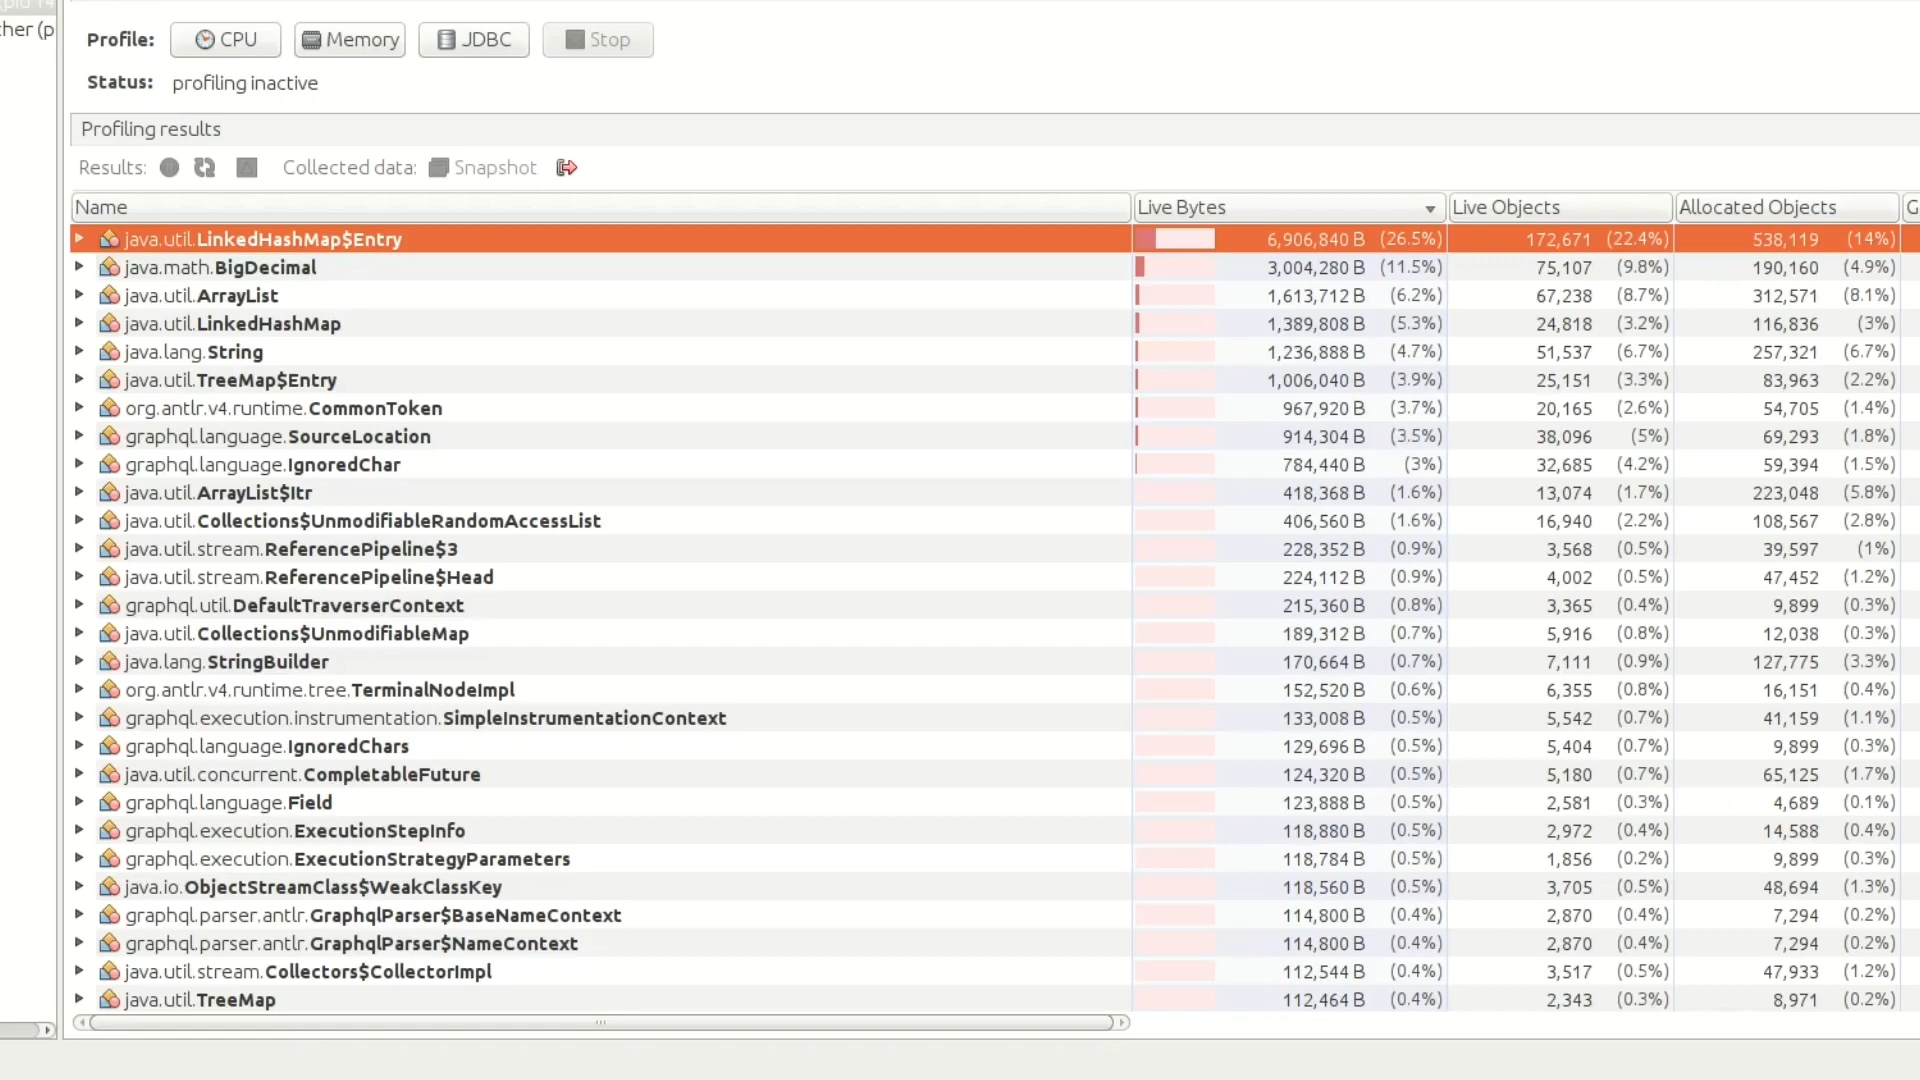 ther (p
Profile: CPU Memory JDBC Stop
Status: profiling inactive
Profiling results
Results: Collected data: Snapshot
Name Live Bytes Live Objects Allocated Objects G
java.util.LinkedHashMap$Entry 6,906,840 B (26.5%) 172,671 (22.4%) 538,119 (14%)
java.math.BigDecimal 3,004,280 B (11.5%) 75,107 (9.8%) 190,160 (4.9%)
java.util.ArrayList 1,613,712 B (6.2%) 67,238 (8.7%) 312,571 (8.1%)
java.util.LinkedHashMap 1,389,808 B (5.3%) 24,818 (3.2%) 116,836 (3%)
java.lang.String 1,236,888 B (4.7%) 51,537 (6.7%) 257,321 (6.7%)
java.util.TreeMap$Entry 1,006,040 B (3.9%) 25,151 (3.3%) 83,963 (2.2%)
org.antlr.v4.runtime.CommonToken 967,920 B (3.7%) 20,165 (2.6%) 54,705 (1.4%)
graphql.language.SourceLocation 914,304 B (3.5%) 38,096 (5%) 69,293 (1.8%)
graphql.language.IgnoredChar 784,440 B (3%) 32,685 (4.2%) 59,394 (1.5%)
java.util.ArrayList$Itr 418,368 B (1.6%) 13,074 (1.7%) 223,048 (5.8%)
java.util.Collections$UnmodifiableRandomAccessList 406,560 B (1.6%) 16,940 (2.2%) 108,567 (2.8%)
java.util.stream.ReferencePipeline$3 228,352 B (0.9%) 3,568 (0.5%) 39,597 (1%)
java.util.stream.ReferencePipeline$Head 224,112 B (0.9%) 4,002 (0.5%) 47,452 (1.2%)
graphql.util.DefaultTraverserContext 215,360 B (0.8%) 3,365 (0.4%) 9,899 (0.3%)
java.util.Collections$UnmodifiableMap 189,312 B (0.7%) 5,916 (0.8%) 12,038 (0.3%)
java.lang.StringBuilder 170,664 B (0.7%) 7,111 (0.9%) 127,775 (3.3%)
org.antlr.v4.runtime.tree.TerminalNodeImpl 152,520 B (0.6%) 6,355 (0.8%) 16,151 (0.4%)
graphql.execution.instrumentation.SimpleInstrumentationContext 133,008 B (0.5%) 5,542 (0.7%) 41,159 (1.1%)
graphql.language.IgnoredChars 129,696 B (0.5%) 5,404 (0.7%) 9,899 (0.3%)
java.util.concurrent.CompletableFuture 124,320 B (0.5%) 5,180 (0.7%) 65,125 (1.7%)
graphql.language.Field 123,888 B (0.5%) 2,581 (0.3%) 4,689 (0.1%)
graphql.execution.ExecutionStepInfo 118,880 B (0.5%) 2,972 (0.4%) 14,588 (0.4%)
graphql.execution.ExecutionStrategyParameters 118,784 B (0.5%) 1,856 (0.2%) 9,899 (0.3%)
java.io.ObjectStreamClass$WeakClassKey 118,560 B (0.5%) 3,705 (0.5%) 48,694 (1.3%)
graphql.parser.antlr.GraphqlParser$BaseNameContext 114,800 B (0.4%) 2,870 (0.4%) 7,294 (0.2%)
graphql.parser.antlr.GraphqlParser$NameContext 114,800 B (0.4%) 2,870 (0.4%) 7,294 (0.2%)
java.util.stream.Collectors$CollectorImpl 112,544 B (0.4%) 3,517 (0.5%) 47,933 (1.2%)
java.util.TreeMap 112,464 B (0.4%) 2,343 (0.3%) 8,971 (0.2%)